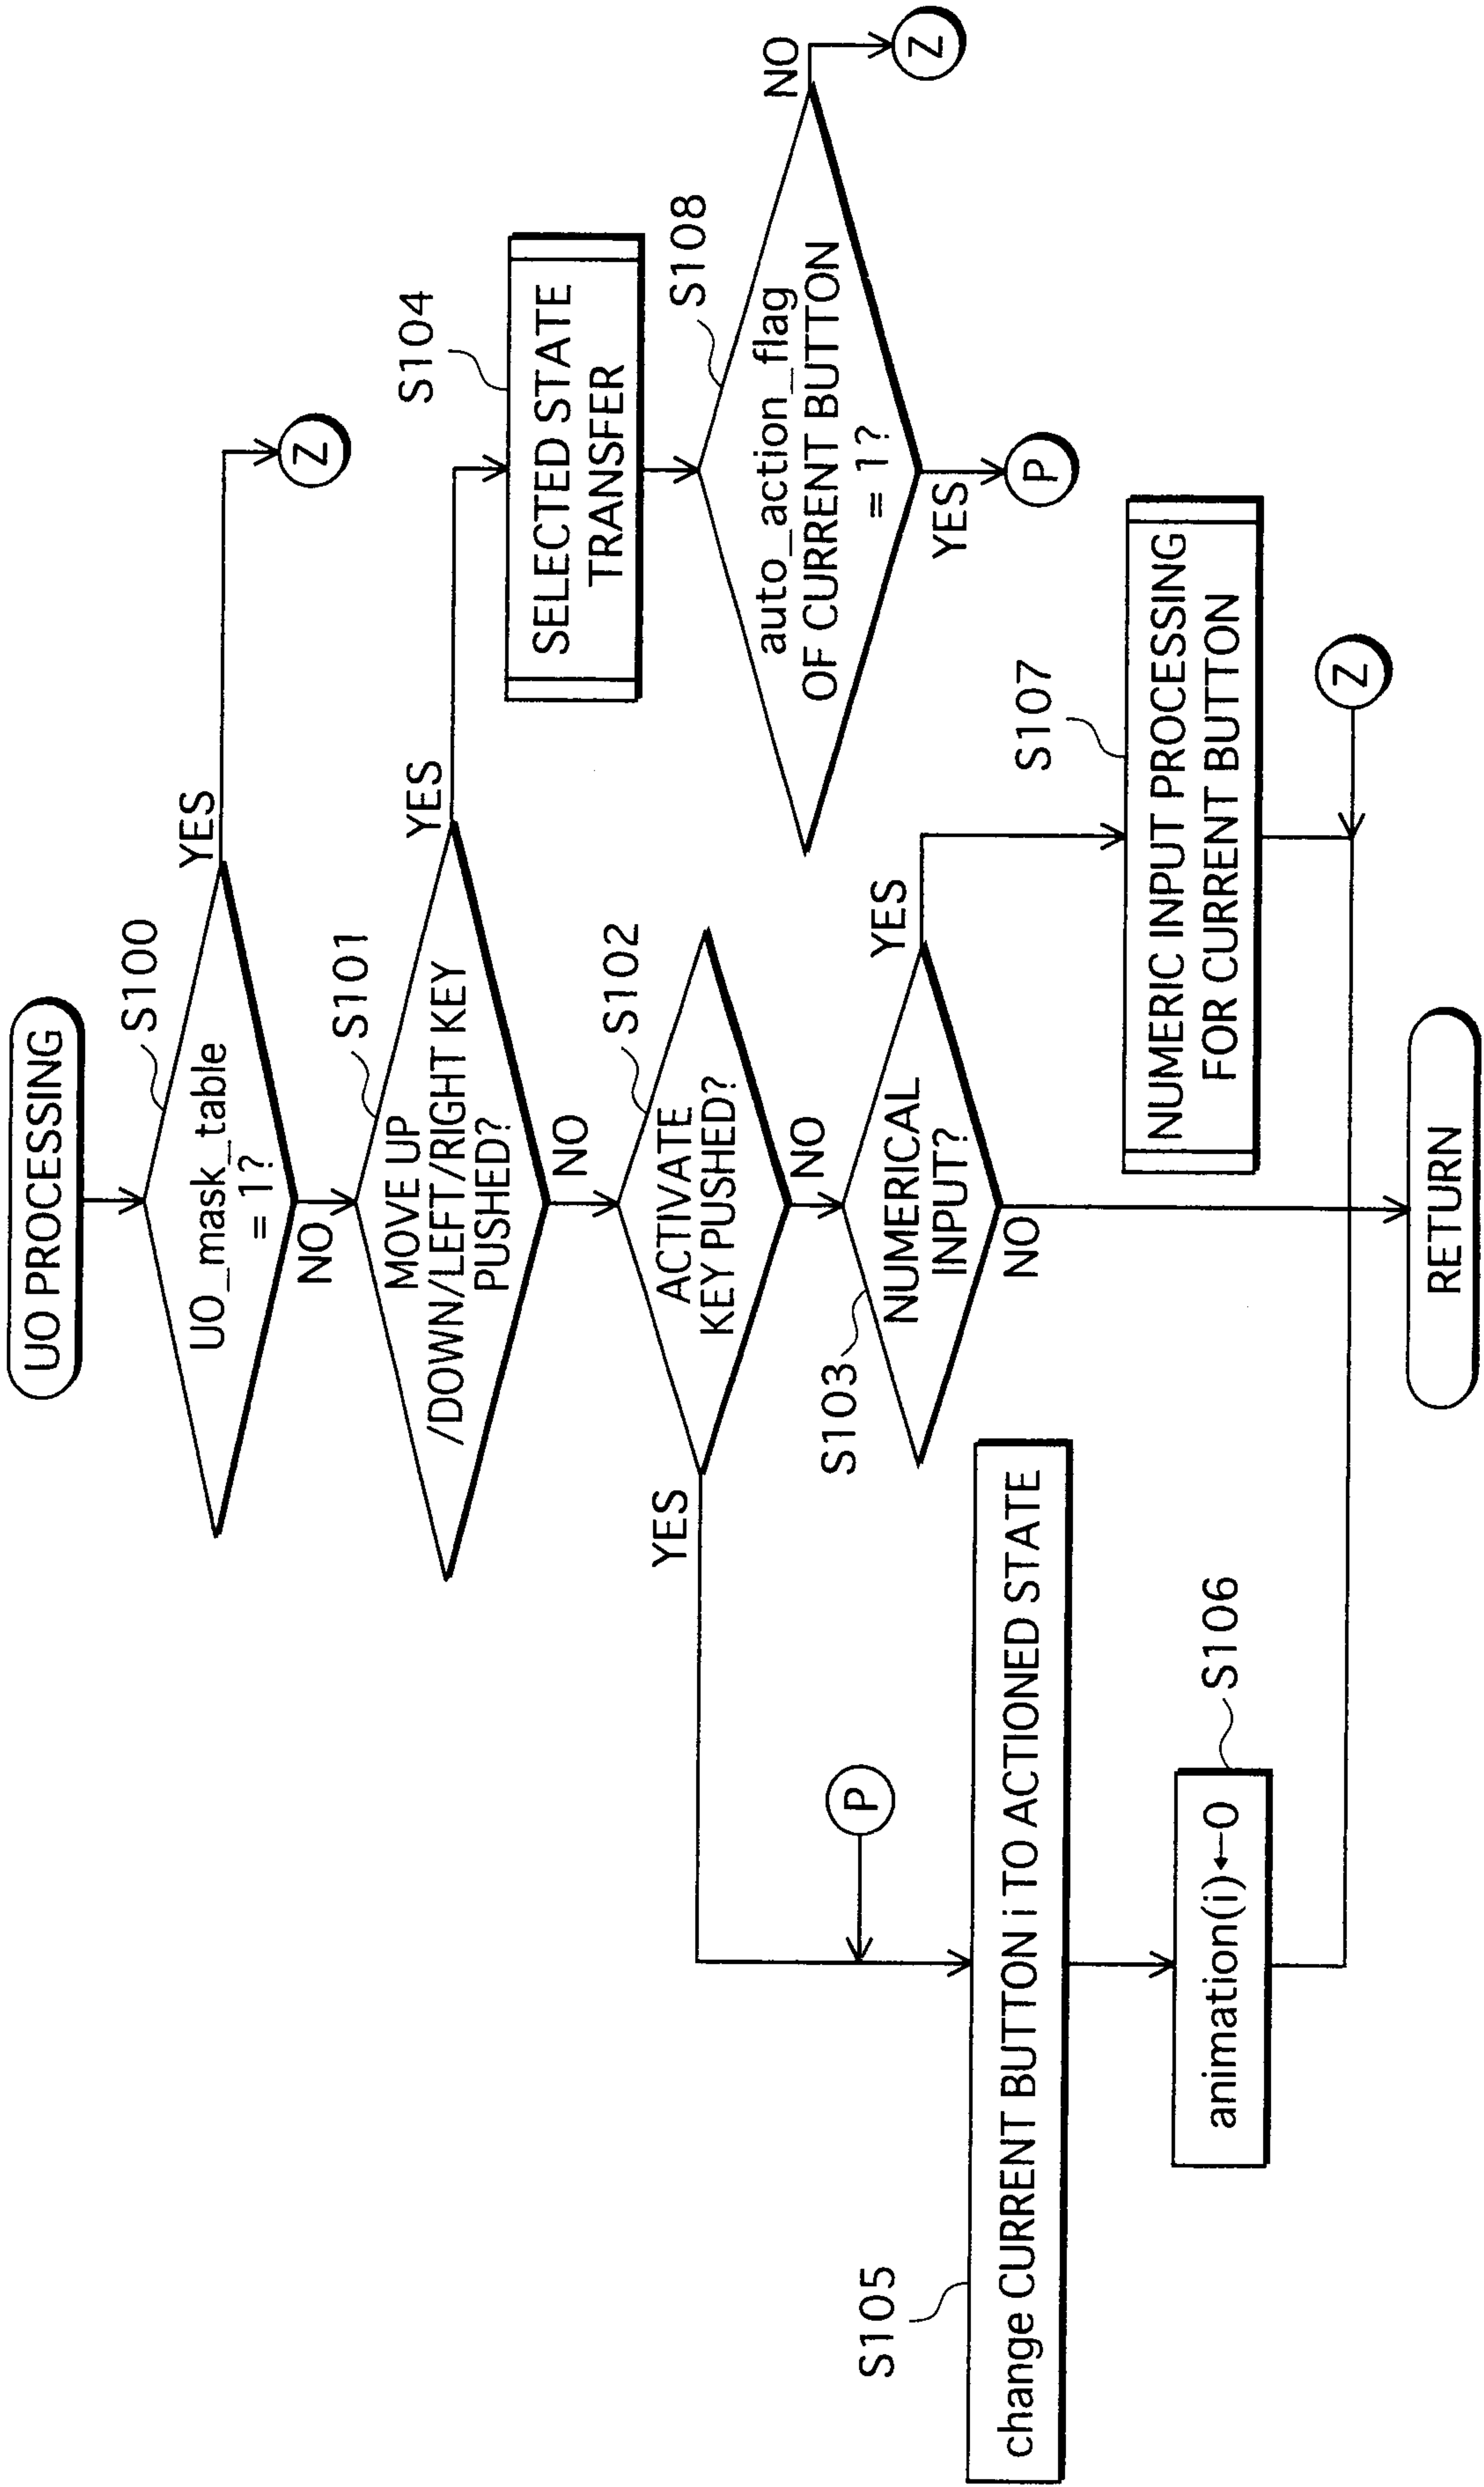 UO PROCESSING
S100
UO_mask_table
= 1?
YES
Z
NO
S101
MOVE UP
/DOWN/LEFT/RIGHT KEY
PUSHED?
YES
NO
S104
SELECTED STATE
TRANSFER
S108
auto_action_flag
OF CURRENT BUTTON
= 1?
NO
Z
YES
P
S102
ACTIVATE
KEY PUSHED?
YES
NO
S103
NUMERICAL
INPUT?
YES
NO
S107
NUMERIC INPUT PROCESSING
FOR CURRENT BUTTON
Z
P
S105
change CURRENT BUTTON i TO ACTIONED STATE
S106
animation(i)←0
RETURN